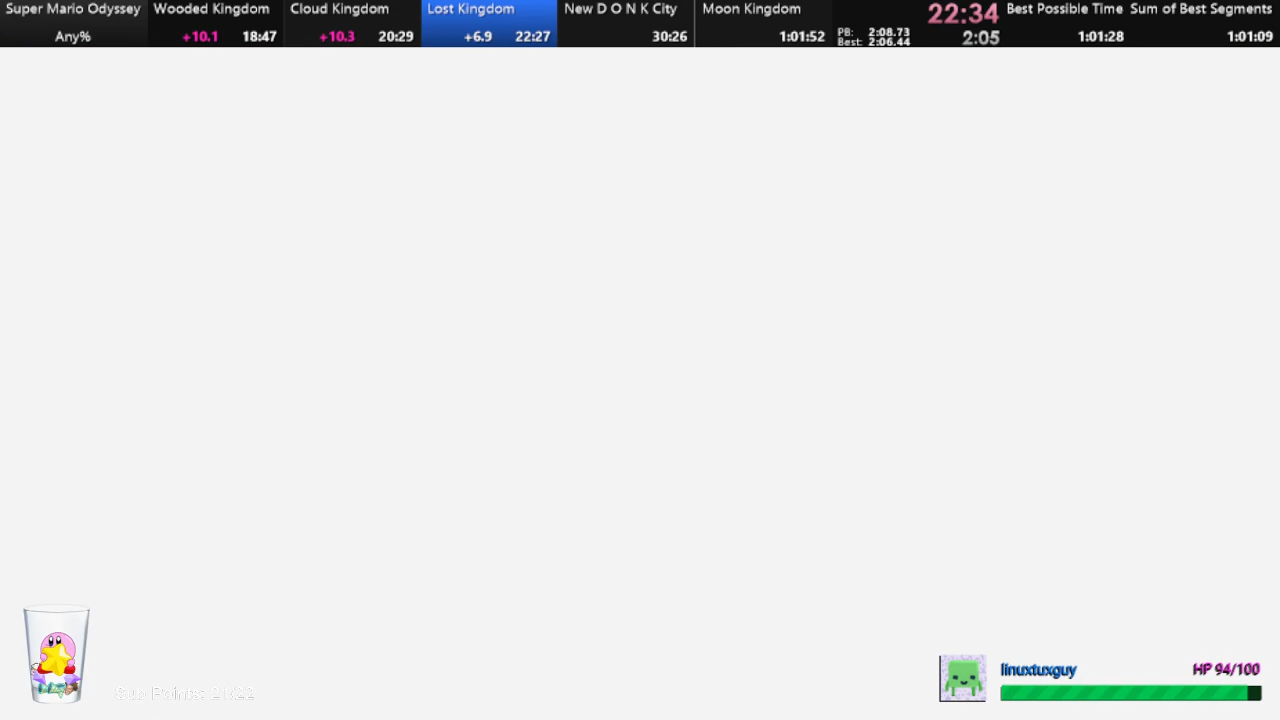 Super Mario Odyssey
Any%
Wooded Kingdom
+10.1 18:47
Cloud Kingdom
+10.3 20:29
Lost Kingdom
+6.9 22:27
New D O N K City
30:26
Moon Kingdom
1:01:52
PB: 2:08.73
Best: 2:06.44
22:34
2:05
Best Possible Time
1:01:28
Sum of Best Segments
1:01:09
Sub Points:
linuxtuxguy HP 94/100